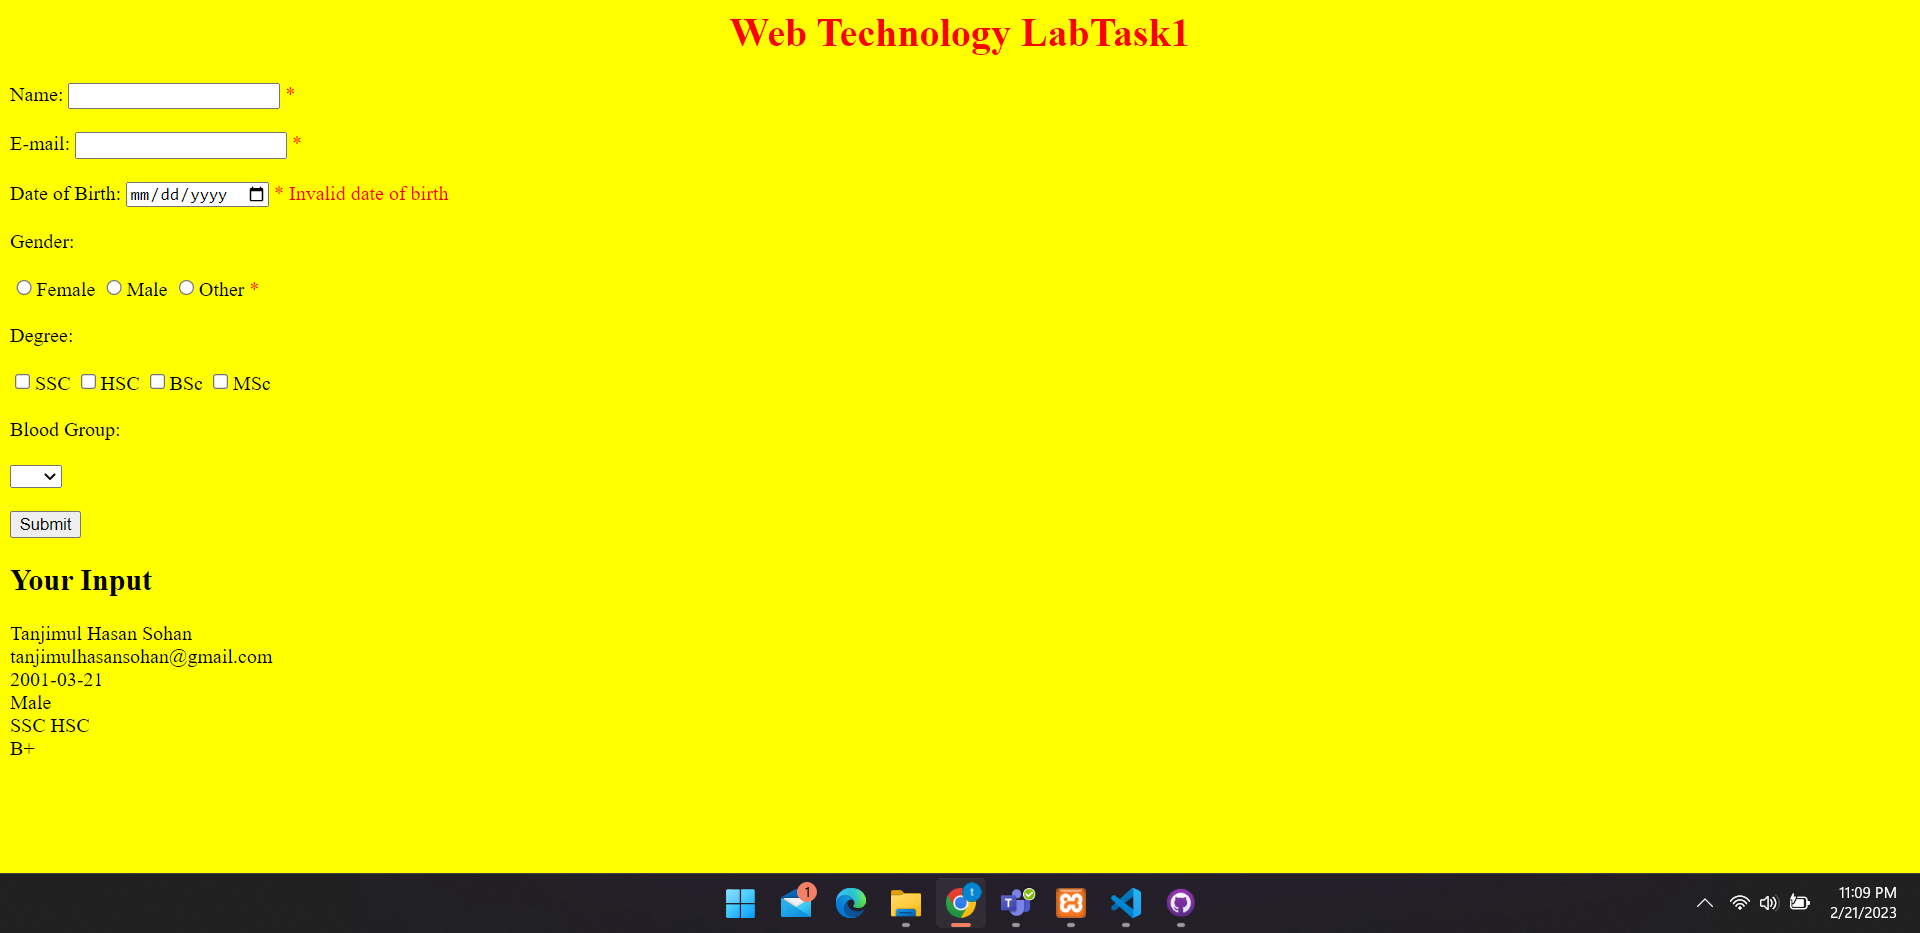 Web Technology LabTask1
Name: *
E-mail: *
Date of Birth: mm/dd/yyyy * Invalid date of birth
Gender:
Female Male Other *
Degree:
SSC HSC BSc MSc
Blood Group:
Submit
Your Input
Tanjimul Hasan Sohan
tanjimulhasansohan@gmail.com
2001-03-21
Male
SSC HSC
B+
1
t
T
11:09 PM
2/21/2023